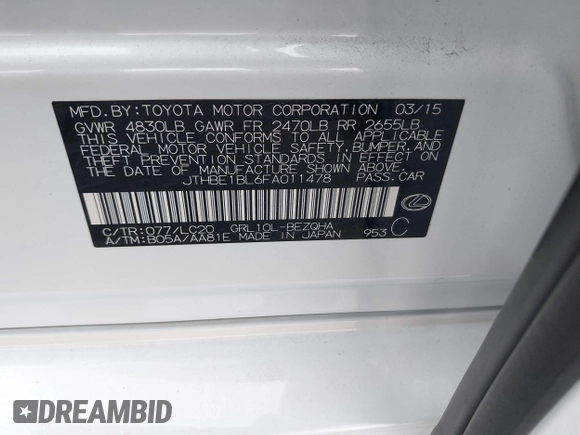 MFD. BY: TOYOTA MOTOR CORPORATION 03/15
GVWR 4830LB GAWR FR 2470LB RR 2655LB
THIS VEHICLE CONFORMS TO ALL APPLICABLE
FEDERAL MOTOR VEHICLE SAFETY, BUMPER, AND
THEFT PREVENTION STANDARDS IN EFFECT ON
THE DATE OF MANUFACTURE SHOWN ABOVE.
JTHBE1BL6FA011478 PASS.CAR
C/TR: 077/LC20 GRL10L-BEZQHA
A/TM: B05A/AA81E MADE IN JAPAN 953 C
DREAMBID